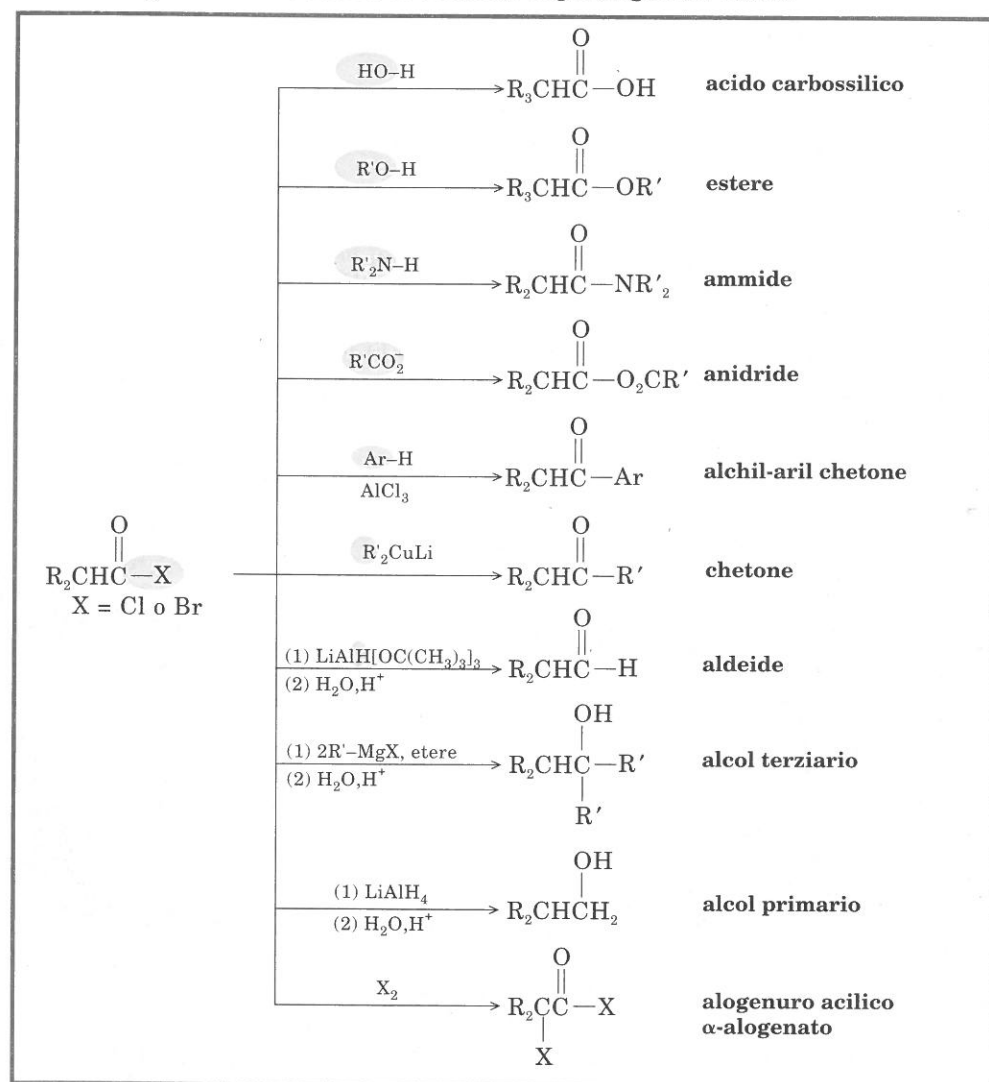 HO–H
O
R₃CHC—OH
acido carbossilico
R'O–H
O
R₃CHC—OR′
estere
R'₂N–H
O
R₂CHC—NR′₂
ammide
R'CO₂⁻
O
R₂CHC—O₂CR′
anidride
Ar–H
AlCl₃
O
R₂CHC—Ar
alchil-aril chetone
O
R₂CHC—X
X = Cl o Br
R'₂CuLi
O
R₂CHC—R′
chetone
(1) LiAlH[OC(CH₃)₃]₃
(2) H₂O,H⁺
O
R₂CHC—H
aldeide
(1) 2R'–MgX, etere
(2) H₂O,H⁺
OH
R₂CHC—R′
R′
alcol terziario
(1) LiAlH₄
(2) H₂O,H⁺
OH
R₂CHCH₂
alcol primario
X₂
O
R₂CC—X
X
alogenuro acilico
α-alogenato